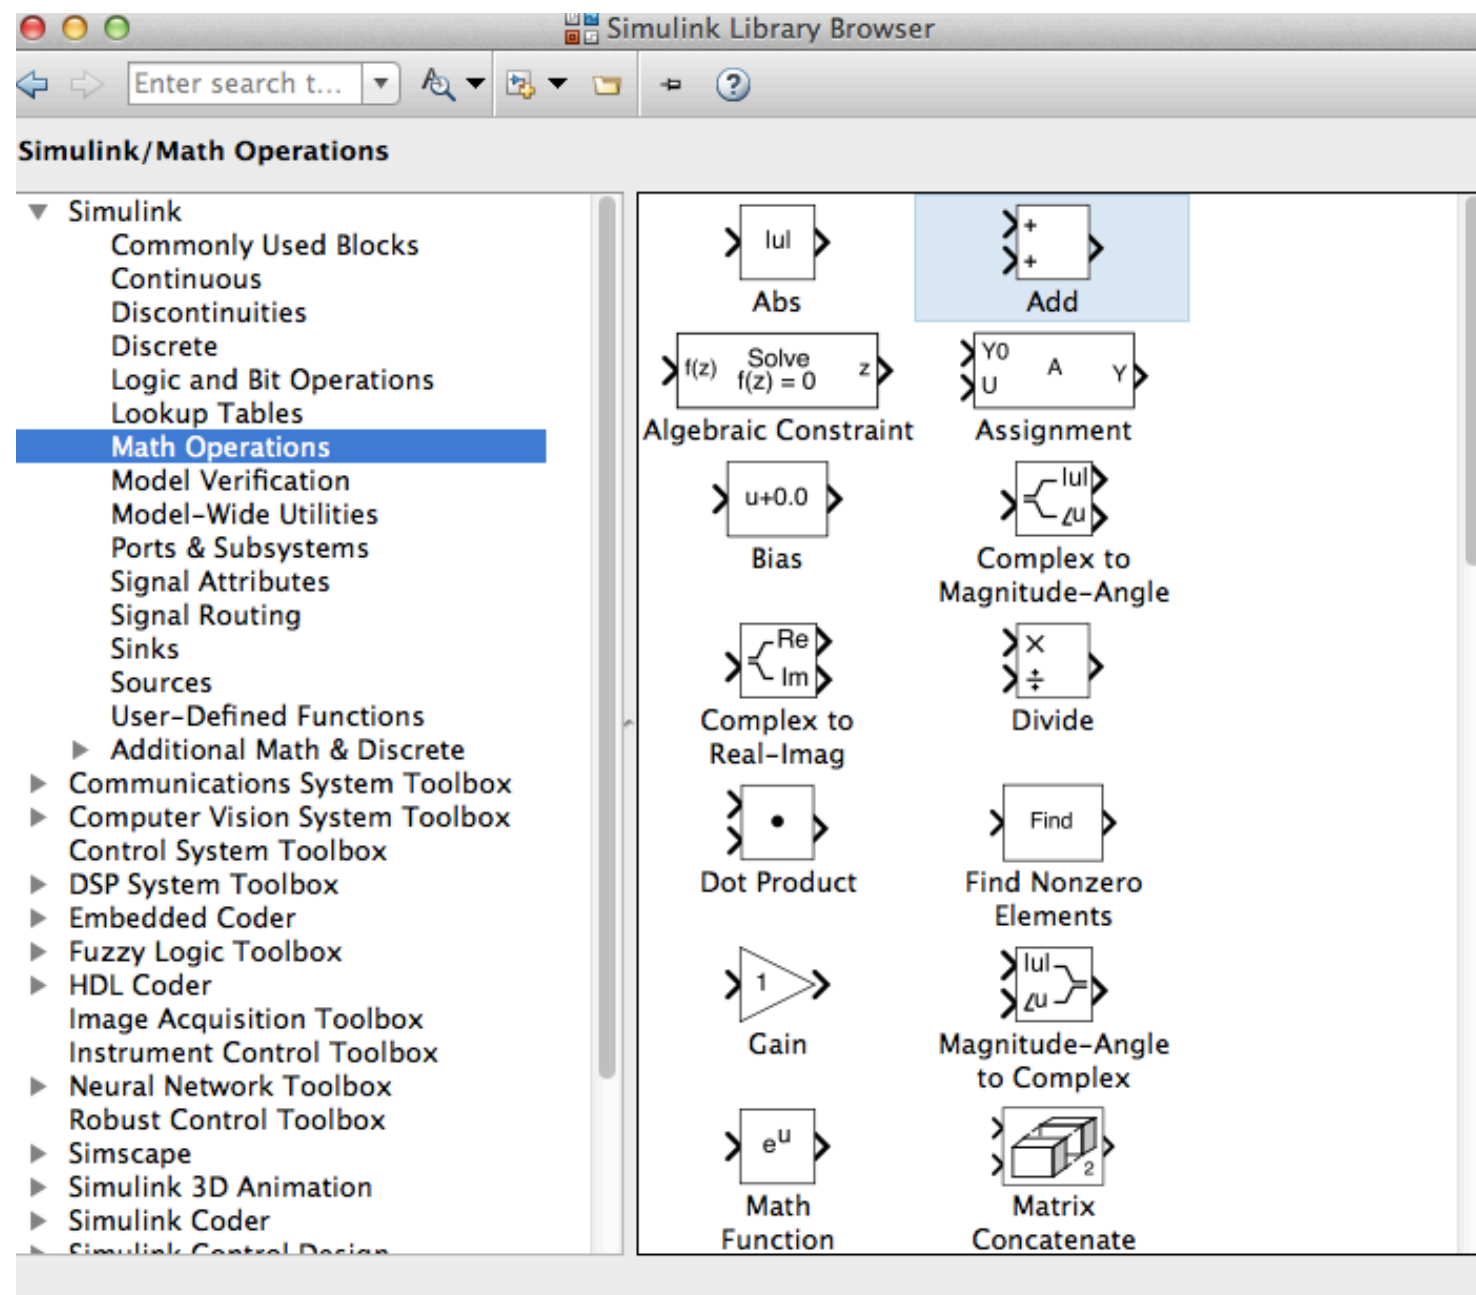 Simulink Library Browser
Enter search t...
Simulink/Math Operations
Simulink
Commonly Used Blocks
Continuous
Discontinuities
Discrete
Logic and Bit Operations
Lookup Tables
Math Operations
Model Verification
Model-Wide Utilities
Ports & Subsystems
Signal Attributes
Signal Routing
Sinks
Sources
User-Defined Functions
Additional Math & Discrete
Communications System Toolbox
Computer Vision System Toolbox
Control System Toolbox
DSP System Toolbox
Embedded Coder
Fuzzy Logic Toolbox
HDL Coder
Image Acquisition Toolbox
Instrument Control Toolbox
Neural Network Toolbox
Robust Control Toolbox
Simscape
Simulink 3D Animation
Simulink Coder
Simulink Control Design
|u|
Abs
+
+
Add
f(z) Solve z
f(z) = 0
Algebraic Constraint
Y0 A Y
U
Assignment
u+0.0
Bias
|u|
∠u
Complex to
Magnitude-Angle
Re
Im
Complex to
Real-Imag
×
÷
Divide
Dot Product
Find
Find Nonzero
Elements
1
Gain
|u|
∠u
Magnitude-Angle
to Complex
e^u
Math
Function
2
Matrix
Concatenate